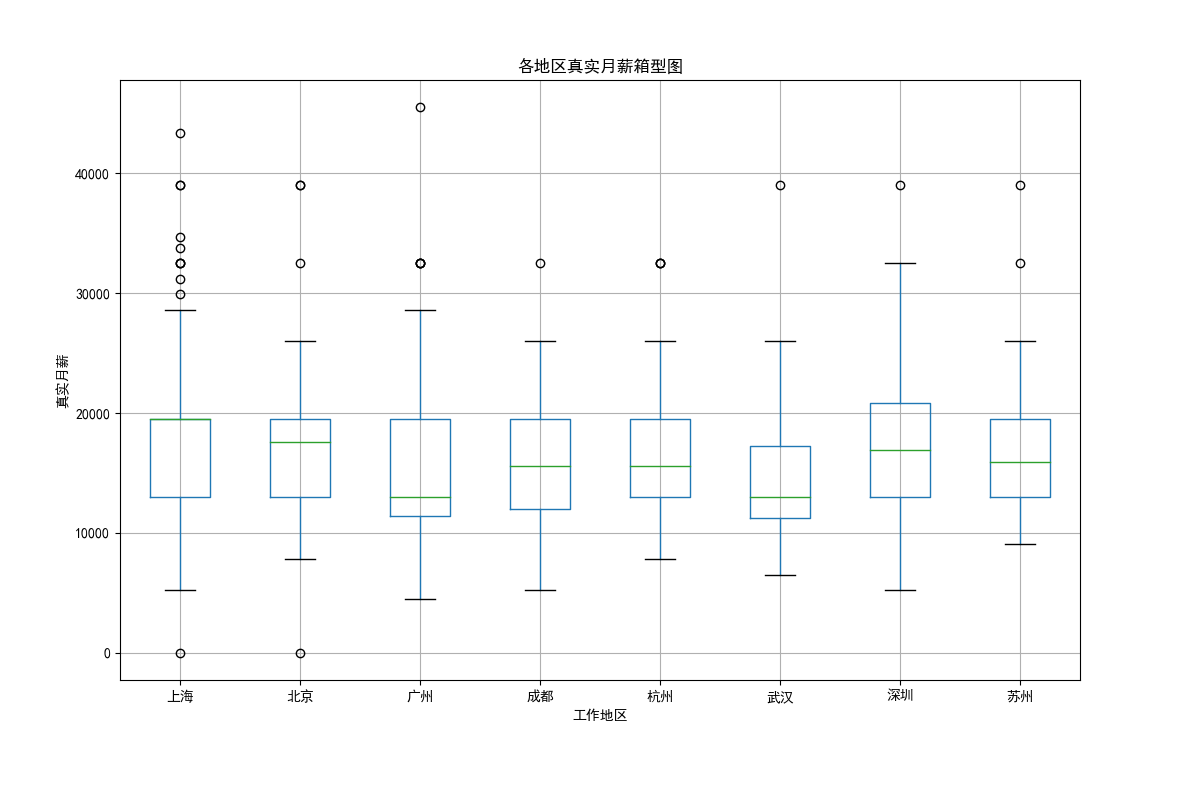 各地区真实月薪箱型图
真实月薪
40000
30000
20000
10000
0
上海 北京 广州 成都 杭州 武汉 深圳 苏州
工作地区